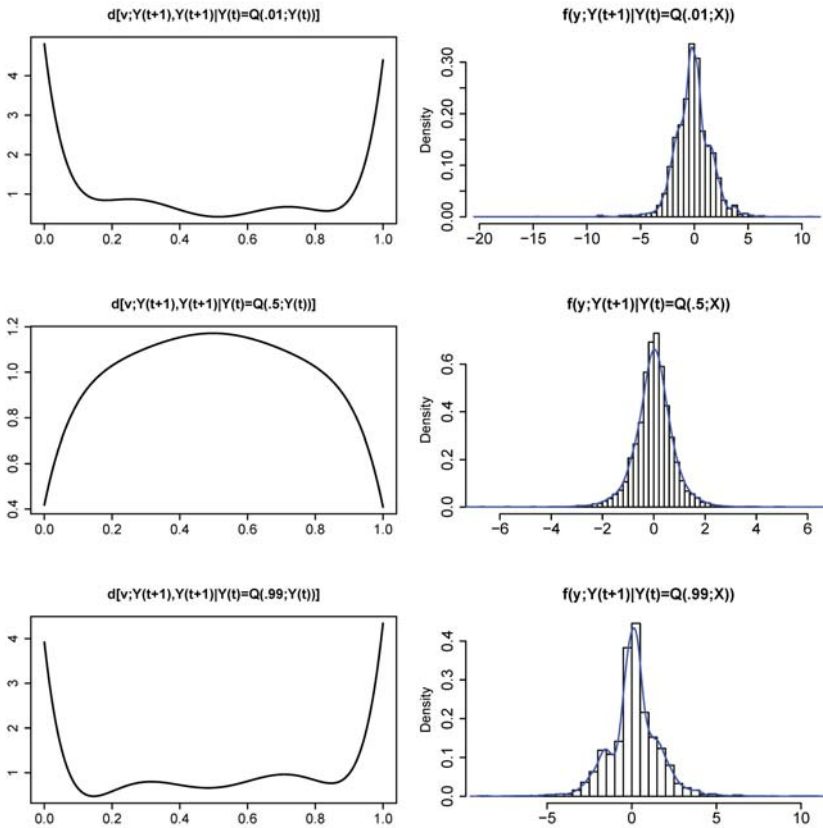 d[v;Y(t+1),Y(t+1)|Y(t)=Q(.01;Y(t))]
4
3
2
1
0.0 0.2 0.4 0.6 0.8 1.0
f(y;Y(t+1)|Y(t)=Q(.01;X))
Density
0.30
0.20
0.10
0.00
−20 −15 −10 −5 0 5 10
d[v;Y(t+1),Y(t+1)|Y(t)=Q(.5;Y(t))]
1.2
1.0
0.8
0.6
0.4
0.0 0.2 0.4 0.6 0.8 1.0
f(y;Y(t+1)|Y(t)=Q(.5;X))
Density
0.6
0.4
0.2
0.0
−6 −4 −2 0 2 4 6
d[v;Y(t+1),Y(t+1)|Y(t)=Q(.99;Y(t))]
4
3
2
1
0.0 0.2 0.4 0.6 0.8 1.0
f(y;Y(t+1)|Y(t)=Q(.99;X))
Density
0.4
0.3
0.2
0.1
0.0
−5 0 5 10